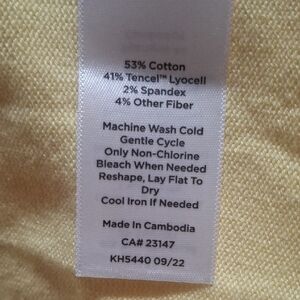 53% Cotton
41% Tencel™ Lyocell
2% Spandex
4% Other Fiber
Machine Wash Cold
Gentle Cycle
Only Non-Chlorine
Bleach When Needed
Reshape, Lay Flat To
Dry
Cool Iron If Needed
Made In Cambodia
CA# 23147
KH5440 09/22